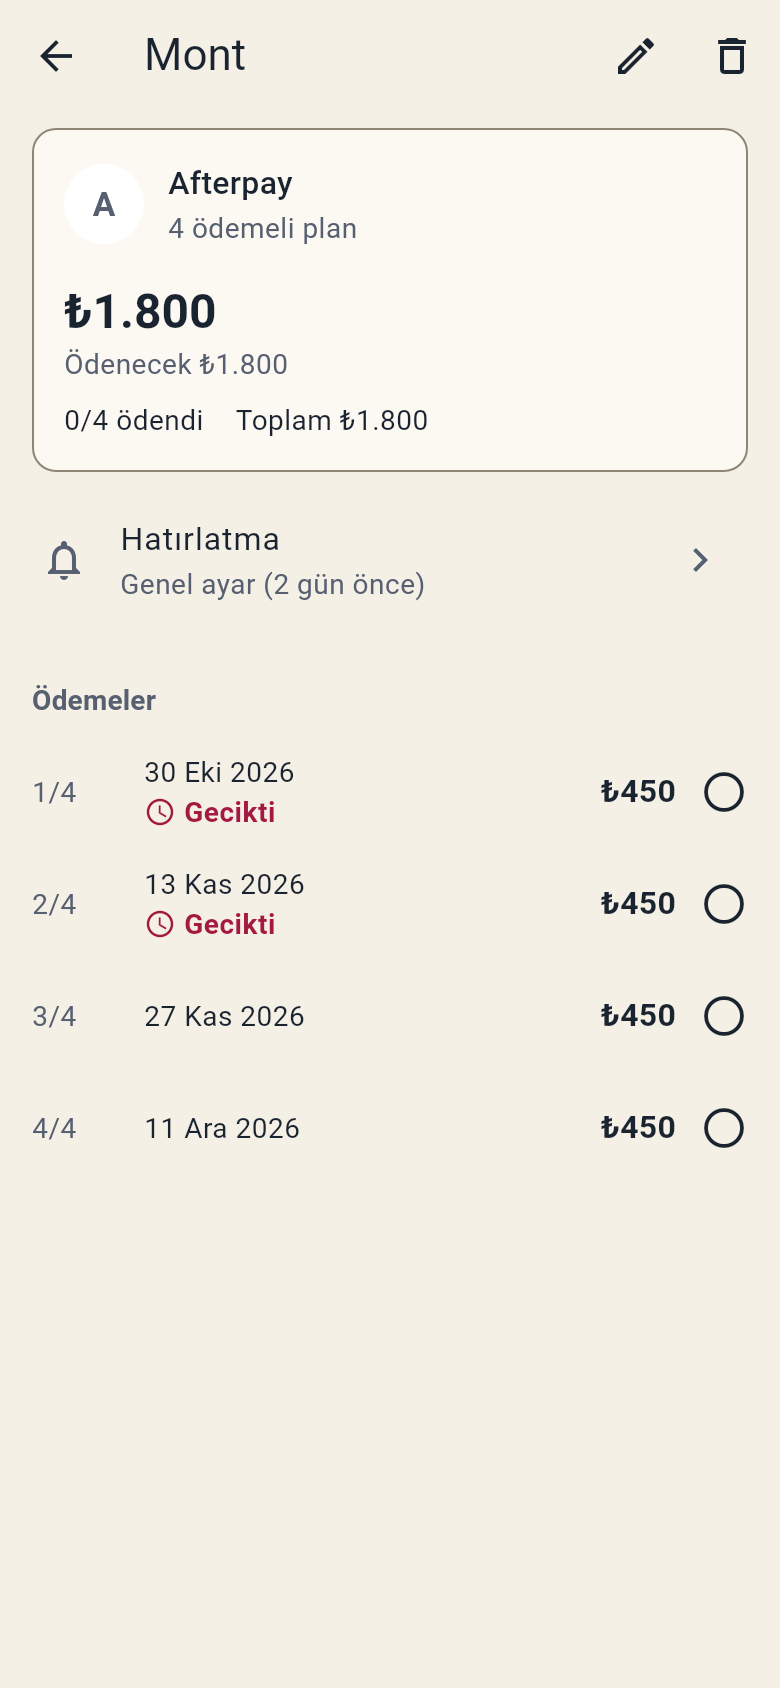 Mont
A
Afterpay
4 ödemeli plan
₺1.800
Ödenecek ₺1.800
0/4 ödendi Toplam ₺1.800
Hatırlatma
Genel ayar (2 gün önce)
Ödemeler
1/4 30 Eki 2026 ₺450
Gecikti
2/4 13 Kas 2026 ₺450
Gecikti
3/4 27 Kas 2026 ₺450
4/4 11 Ara 2026 ₺450